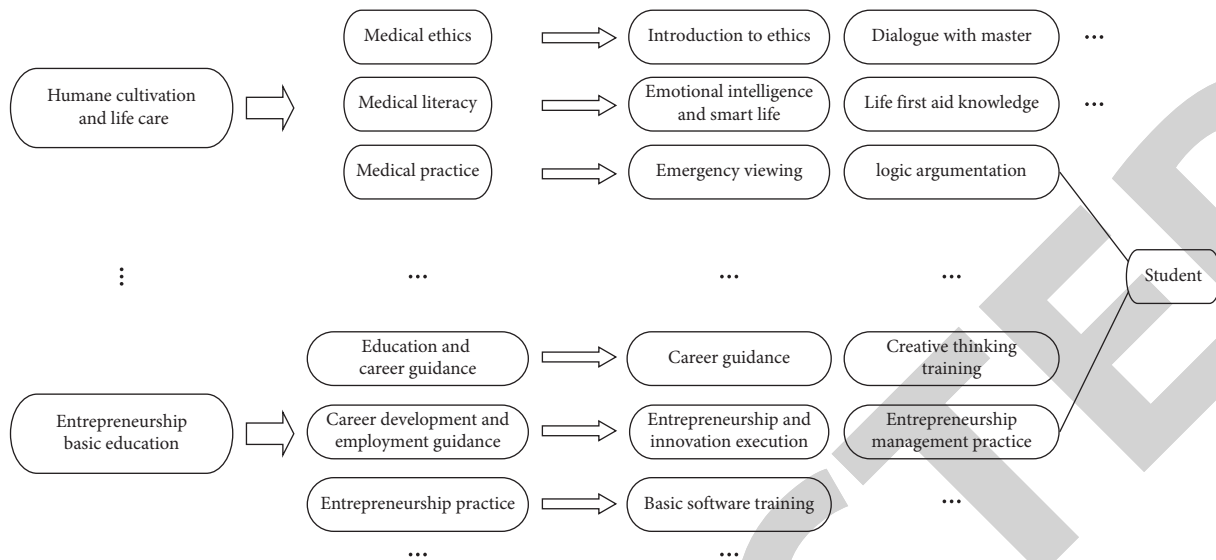 Medical ethics
Introduction to ethics
Dialogue with master
...
Humane cultivation
and life care
Medical literacy
Emotional intelligence
and smart life
Life first aid knowledge
...
Medical practice
Emergency viewing
logic argumentation
...
...
...
...
Student
Education and
career guidance
Career guidance
Creative thinking
training
Entrepreneurship
basic education
Career development and
employment guidance
Entrepreneurship and
innovation execution
Entrepreneurship
management practice
Entrepreneurship practice
Basic software training
...
...
...